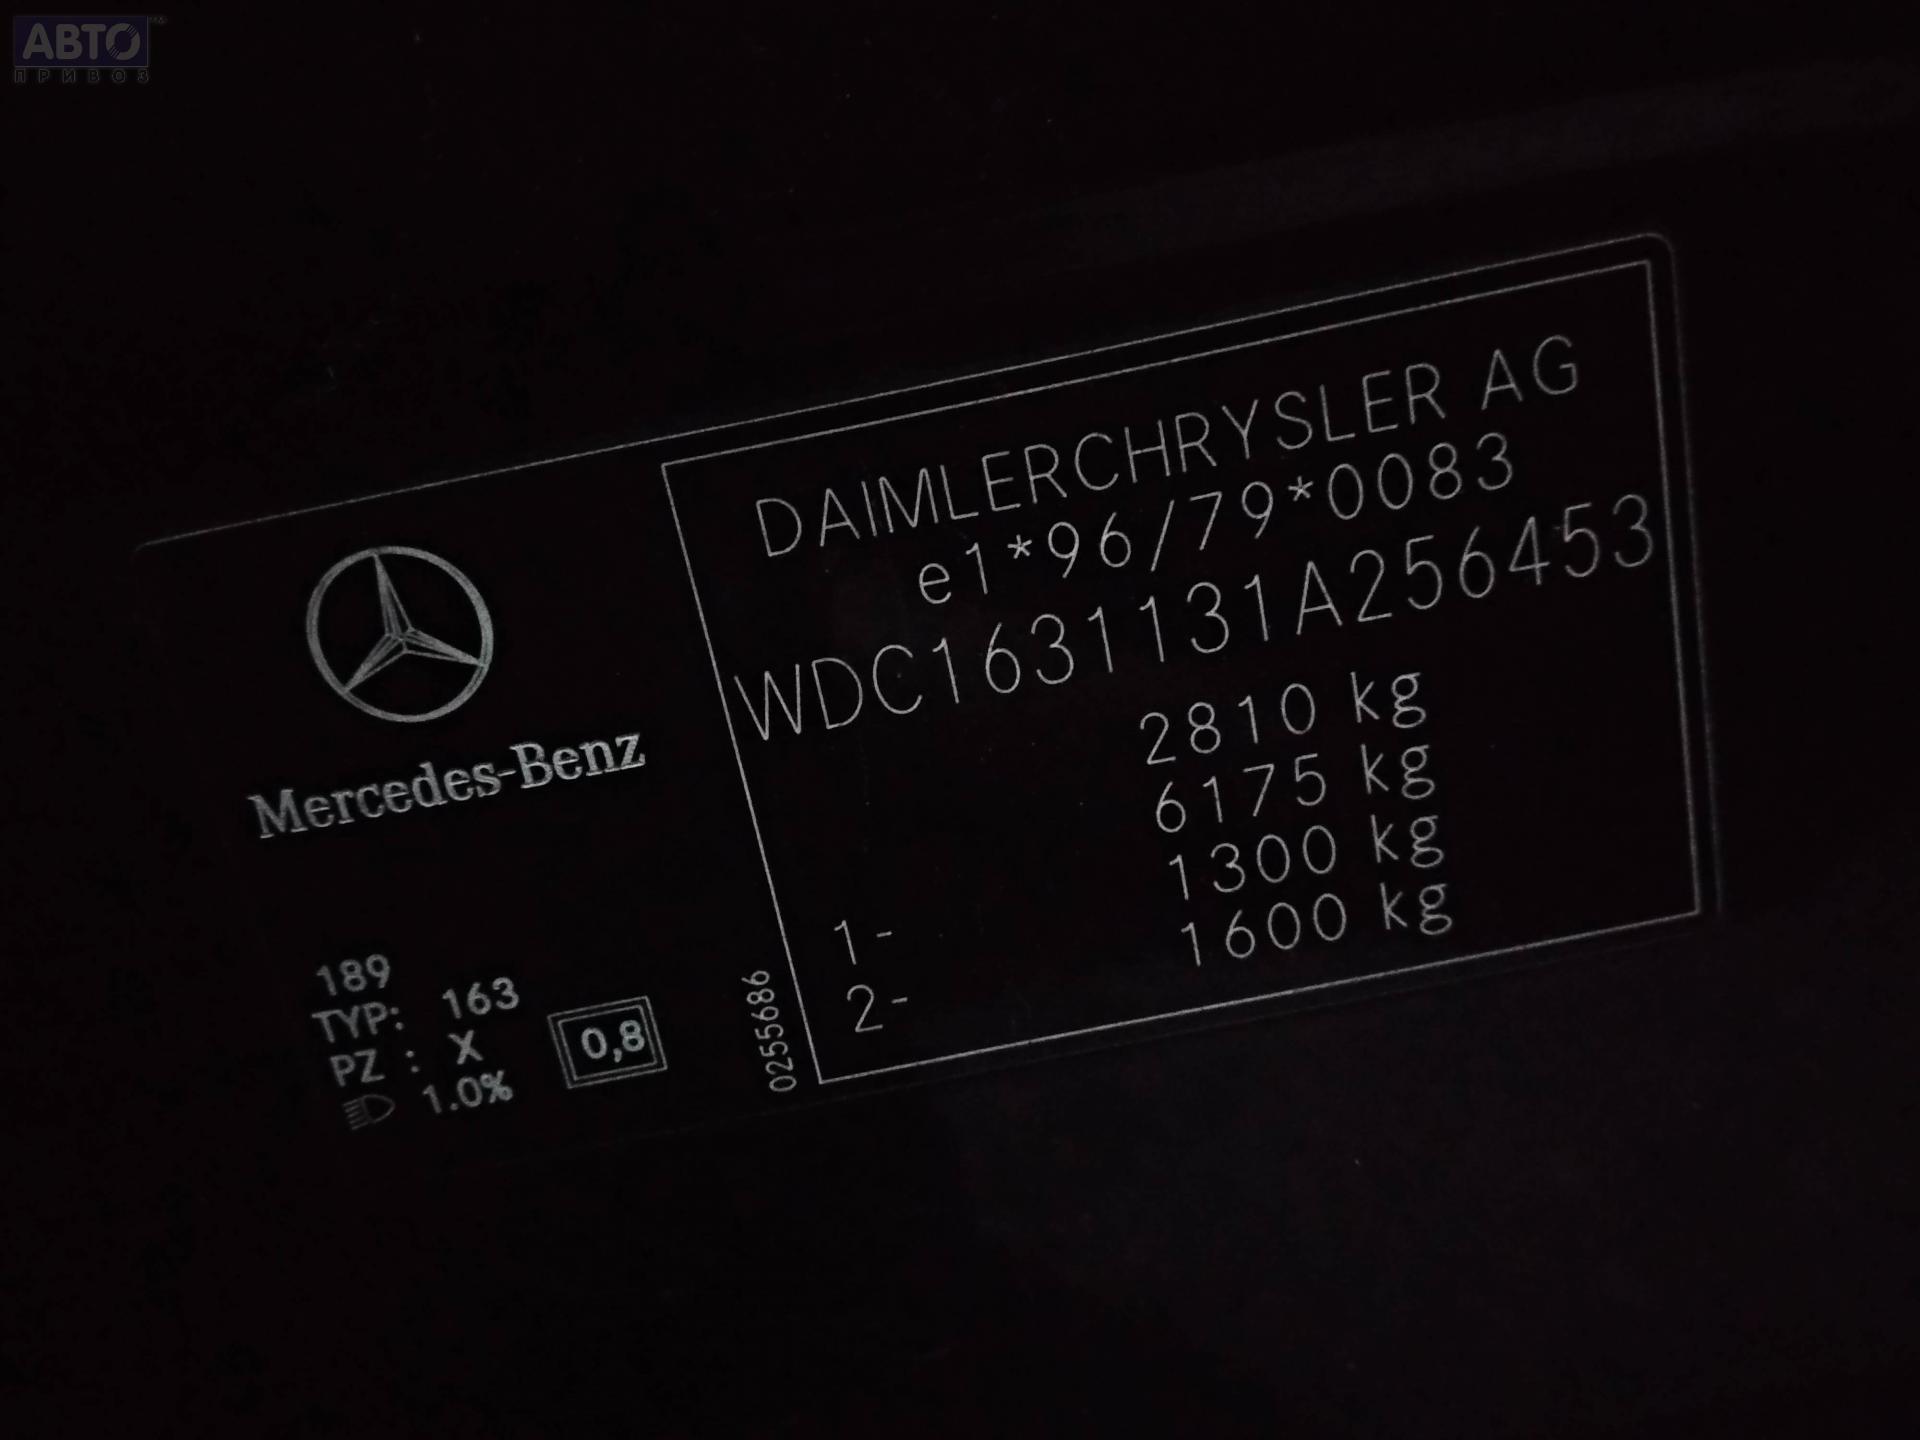 АВТО™
ПРИВОЗ
DAIMLERCHRYSLER AG
e1*96/79*0083
WDC1631131A256453
2810 kg
6175 kg
1- 1300 kg
2- 1600 kg
Mercedes-Benz
189
TYP: 163
PZ : X
1.0%
0,8
0255686